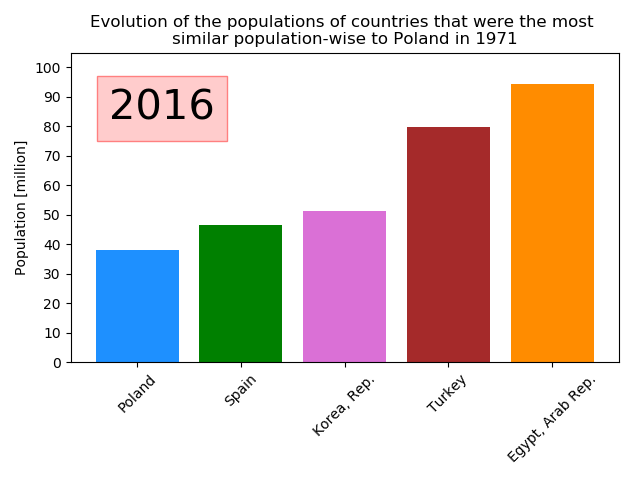 Evolution of the populations of countries that were the most
similar population-wise to Poland in 1971
2016
Population [million]
100
90
80
70
60
50
40
30
20
10
0
Poland
Spain
Korea, Rep.
Turkey
Egypt, Arab Rep.